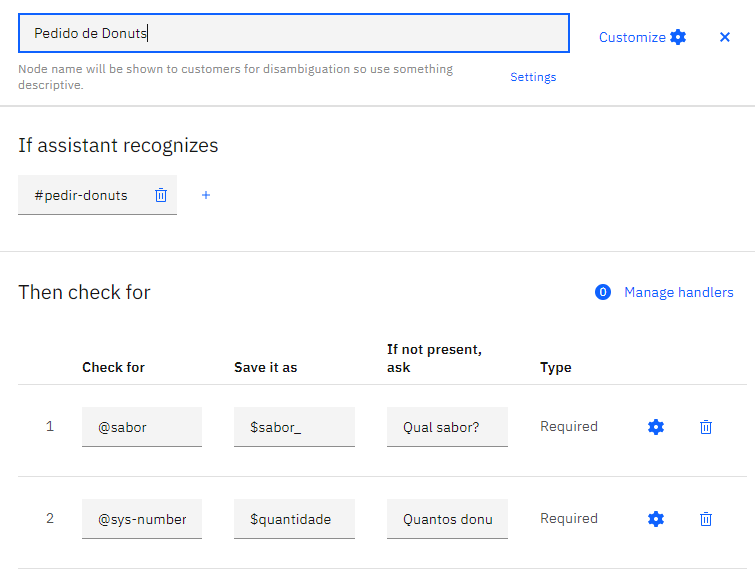 Pedido de Donuts
Customize
Node name will be shown to customers for disambiguation so use something
descriptive.
Settings
If assistant recognizes
#pedir-donuts
+
Then check for
0 Manage handlers
Check for
Save it as
If not present,
ask
Type
1 @sabor $sabor_ Qual sabor? Required
2 @sys-number $quantidade Quantos donu Required